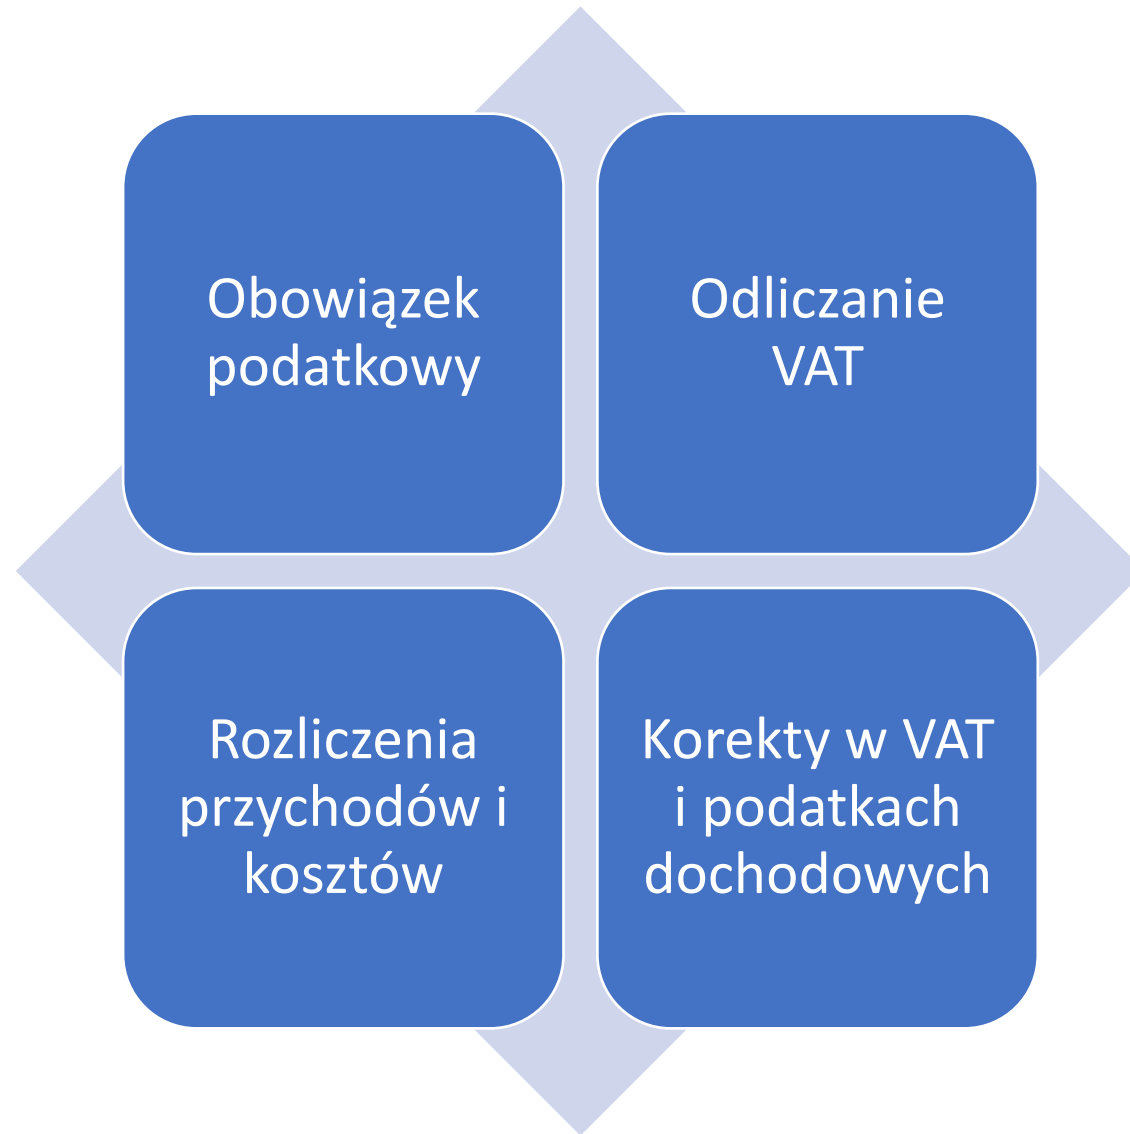 Obowiązek
podatkowy
Odliczanie
VAT
Rozliczenia
przychodów i
kosztów
Korekty w VAT
i podatkach
dochodowych